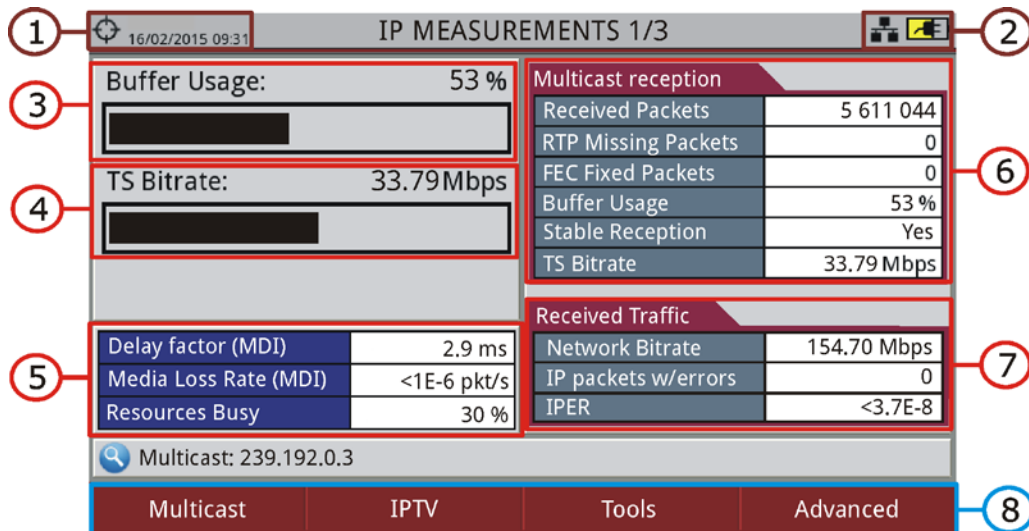 1
16/02/2015 09:31
IP MEASUREMENTS 1/3
2
3
Buffer Usage: 53 %
4
TS Bitrate: 33.79 Mbps
5
Delay factor (MDI) 2.9 ms
Media Loss Rate (MDI) <1E-6 pkt/s
Resources Busy 30 %
Multicast reception
Received Packets 5 611 044
RTP Missing Packets 0
FEC Fixed Packets 0
Buffer Usage 53 %
Stable Reception Yes
TS Bitrate 33.79 Mbps
6
Received Traffic
Network Bitrate 154.70 Mbps
IP packets w/errors 0
IPER <3.7E-8
7
Multicast: 239.192.0.3
Multicast IPTV Tools Advanced
8